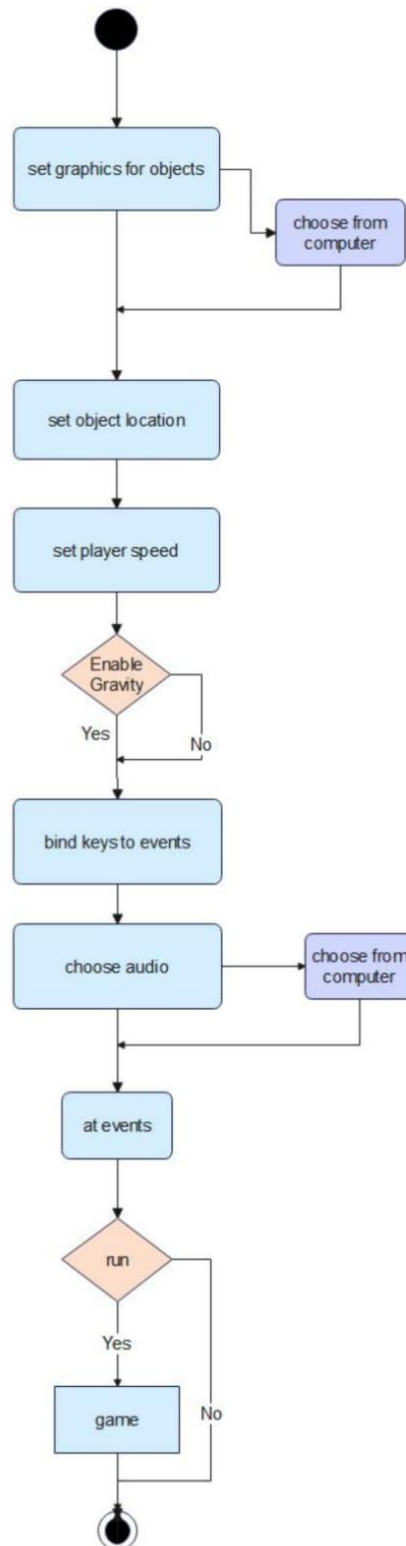 set graphics for objects
choose from
computer
set object location
set player speed
Enable
Gravity
Yes
No
bind keys to events
choose audio
choose from
computer
at events
run
Yes
game
No